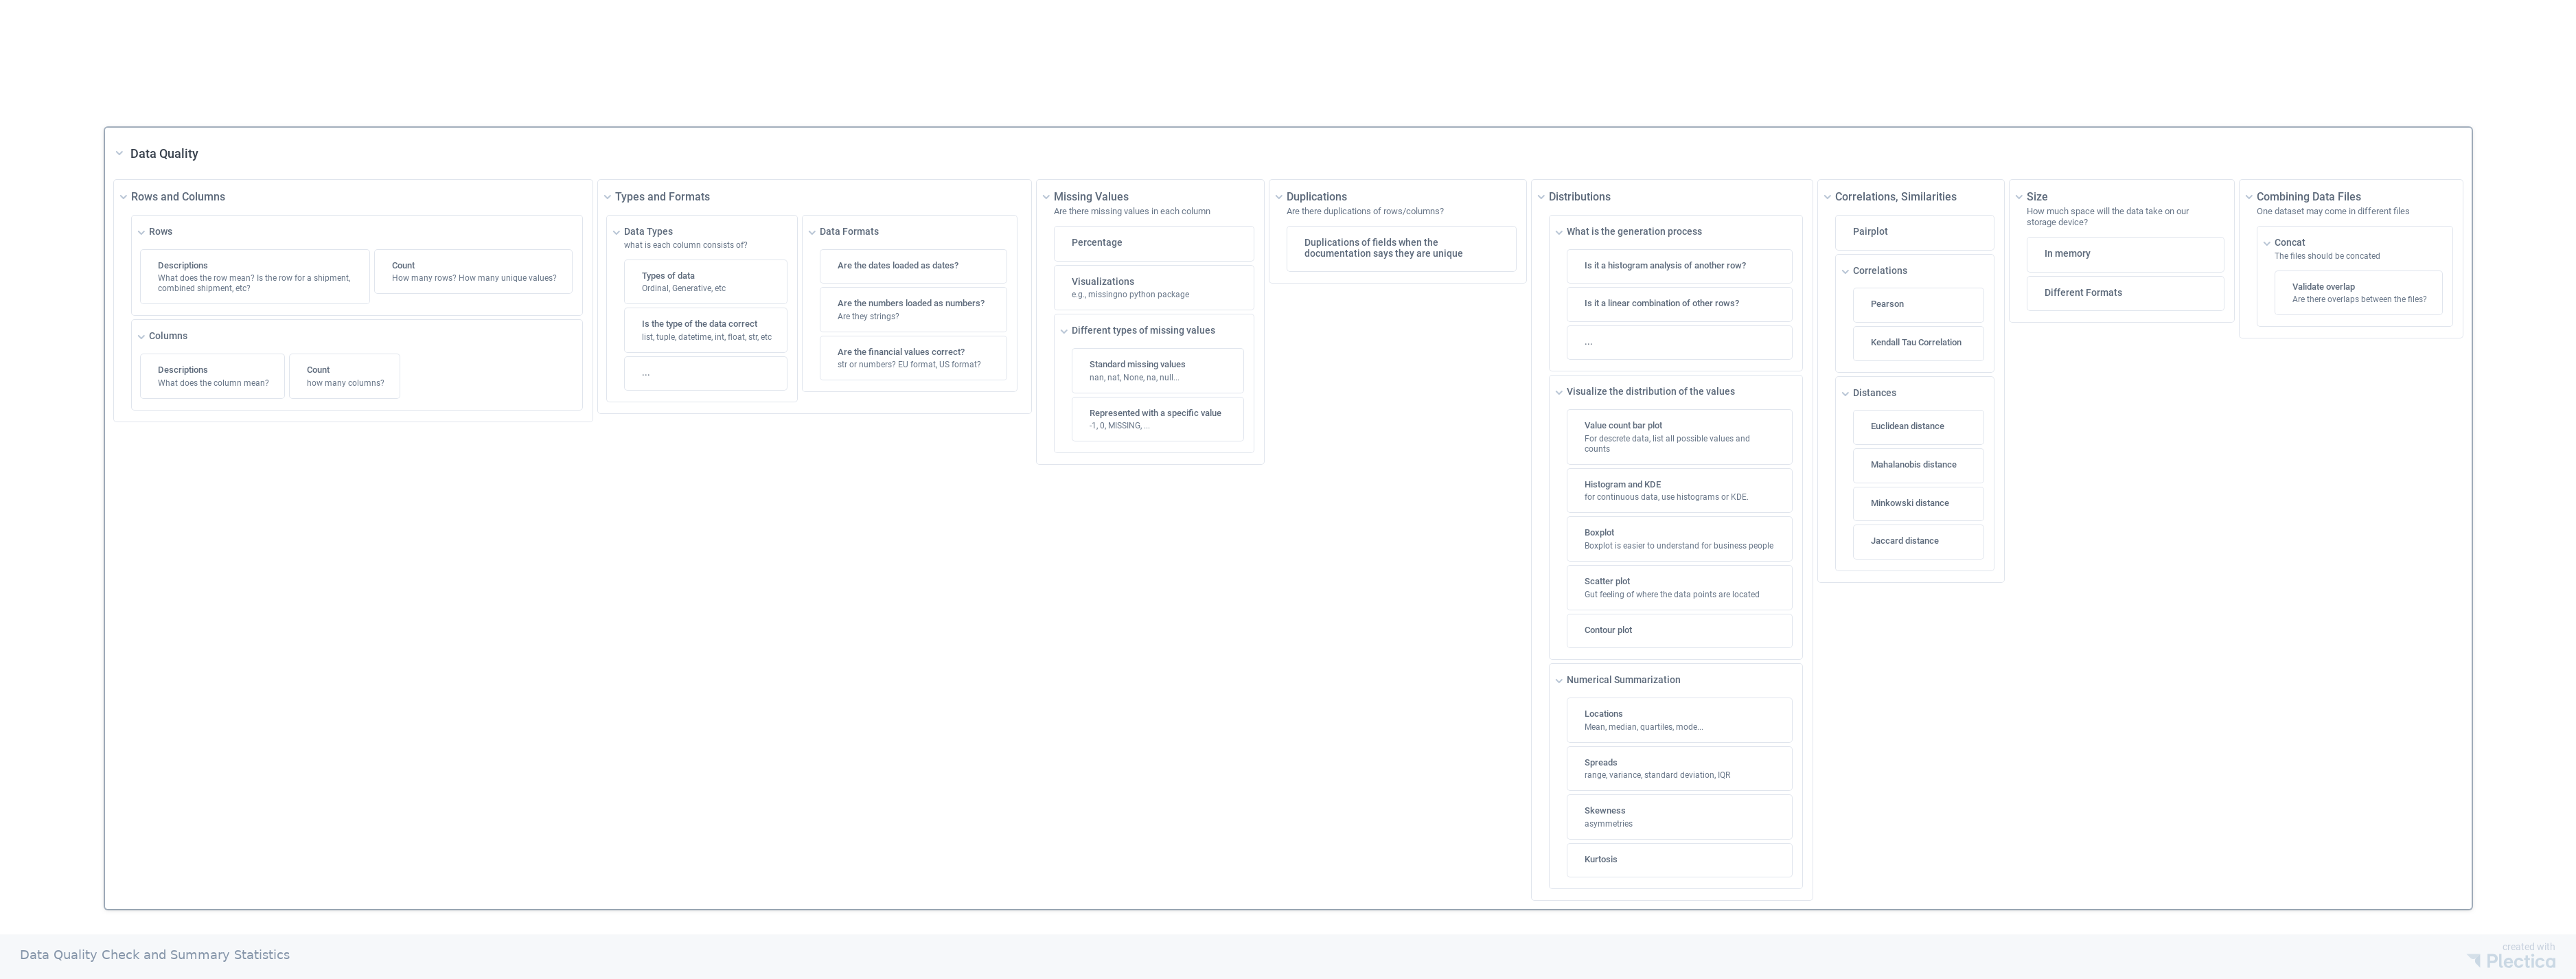 Data Quality
Rows and Columns
Rows
Descriptions
What does the row mean? Is the row for a shipment,
combined shipment, etc?
Count
How many rows? How many unique values?
Columns
Descriptions
What does the column mean?
Count
how many columns?
Types and Formats
Data Types
what is each column consists of?
Types of data
Ordinal, Generative, etc
Is the type of the data correct
list, tuple, datetime, int, float, str, etc
...
Data Formats
Are the dates loaded as dates?
Are the numbers loaded as numbers?
Are they strings?
Are the financial values correct?
str or numbers? EU format, US format?
Missing Values
Are there missing values in each column
Percentage
Visualizations
e.g., missingno python package
Different types of missing values
Standard missing values
nan, nat, None, na, null...
Represented with a specific value
-1, 0, MISSING, ...
Duplications
Are there duplications of rows/columns?
Duplications of fields when the
documentation says they are unique
Distributions
What is the generation process
Is it a histogram analysis of another row?
Is it a linear combination of other rows?
...
Visualize the distribution of the values
Value count bar plot
For descrete data, list all possible values and
counts
Histogram and KDE
for continuous data, use histograms or KDE.
Boxplot
Boxplot is easier to understand for business people
Scatter plot
Gut feeling of where the data points are located
Contour plot
Numerical Summarization
Locations
Mean, median, quartiles, mode...
Spreads
range, variance, standard deviation, IQR
Skewness
asymmetries
Kurtosis
Correlations, Similarities
Pairplot
Correlations
Pearson
Kendall Tau Correlation
Distances
Euclidean distance
Mahalanobis distance
Minkowski distance
Jaccard distance
Size
How much space will the data take on our
storage device?
In memory
Different Formats
Combining Data Files
One dataset may come in different files
Concat
The files should be concated
Validate overlap
Are there overlaps between the files?
Data Quality Check and Summary Statistics
created with
Plectica